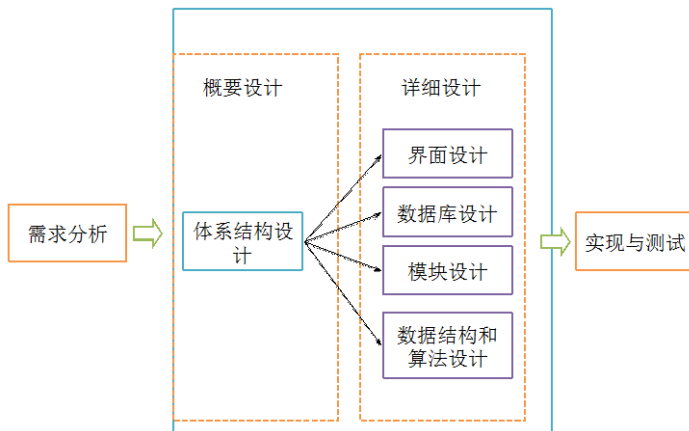 概要设计
详细设计
界面设计
数据库设计
需求分析
体系结构设
计
实现与测试
模块设计
数据结构和
算法设计